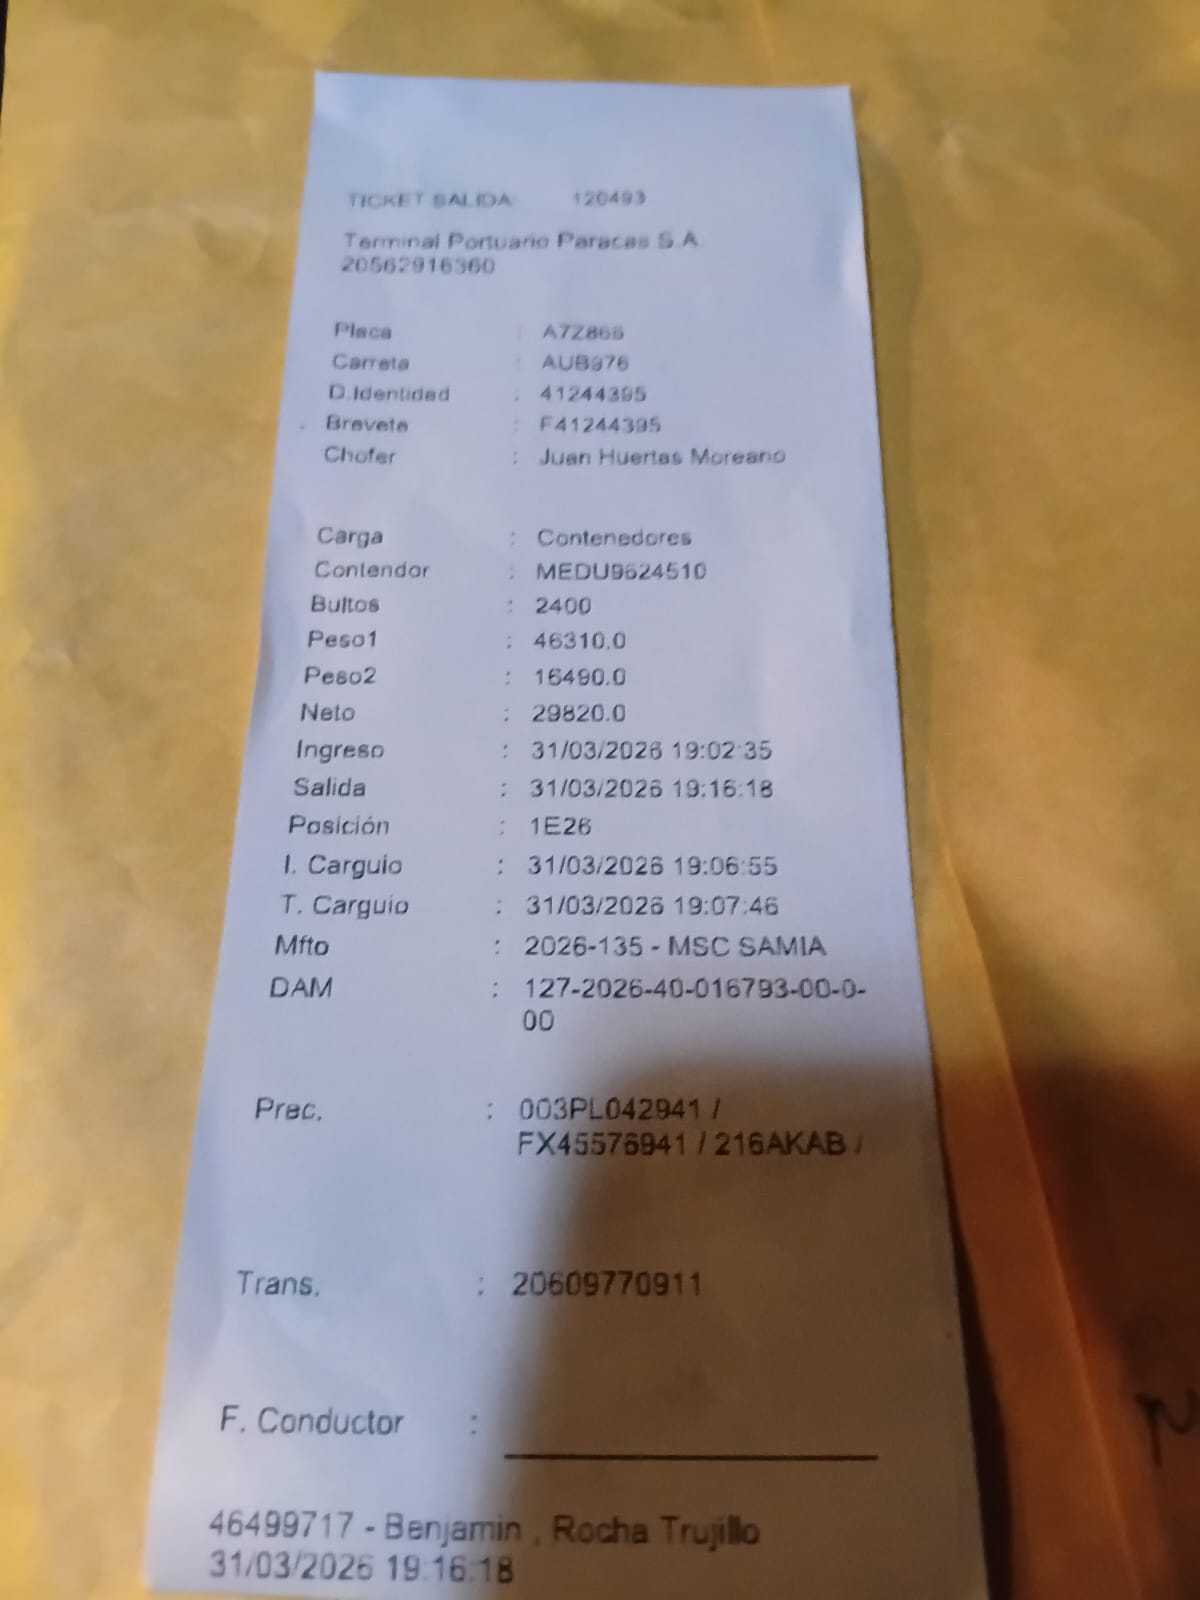 TICKET SALIDA: 120493
Terminal Portuario Paracas S.A.
20562916360
Placa : A7Z866
Carreta : AUB976
D.Identidad : 41244395
Brevete : F41244395
Chofer : Juan Huertas Moreano
Carga : Contenedores
Contendor : MEDU9624510
Bultos : 2400
Peso1 : 46310.0
Peso2 : 16490.0
Neto : 29820.0
Ingreso : 31/03/2026 19:02:35
Salida : 31/03/2026 19:16:18
Posición : 1E26
I. Carguio : 31/03/2026 19:06:55
T. Carguio : 31/03/2026 19:07:46
Mfto : 2026-135 - MSC SAMIA
DAM : 127-2026-40-016793-00-0-
00
Prec. : 003PL042941 /
FX45576941 / 216AKAB /
Trans. : 20609770911
F. Conductor :
46499717 - Benjamin , Rocha Trujillo
31/03/2026 19:16:18